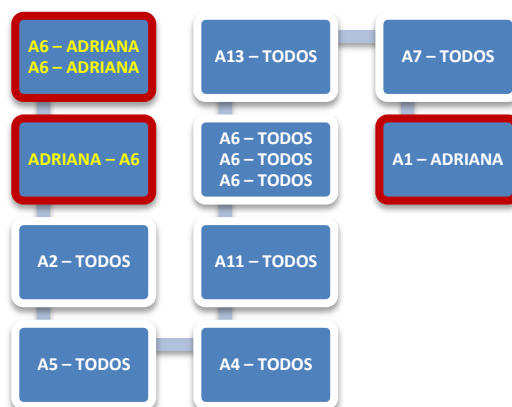 A6 – ADRIANA
A6 – ADRIANA
ADRIANA – A6
A2 – TODOS
A5 – TODOS
A4 – TODOS
A11 – TODOS
A6 – TODOS
A6 – TODOS
A6 – TODOS
A13 – TODOS
A7 – TODOS
A1 – ADRIANA